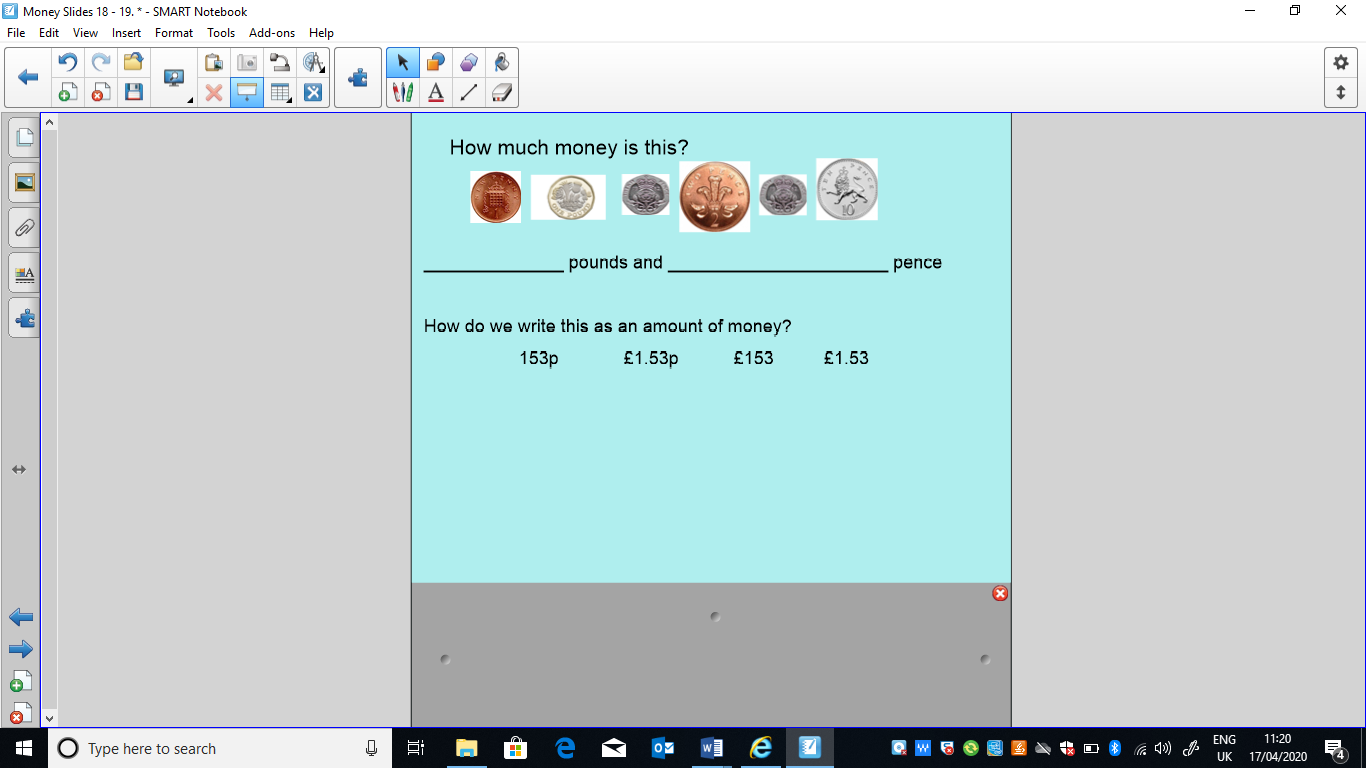 Money Slides 18 - 19. * - SMART Notebook
File Edit View Insert Format Tools Add-ons Help
How much money is this?
____________ pounds and ____________________ pence
How do we write this as an amount of money?
153p £1.53p £153 £1.53
Type here to search
ENG 11:20
UK 17/04/2020 4